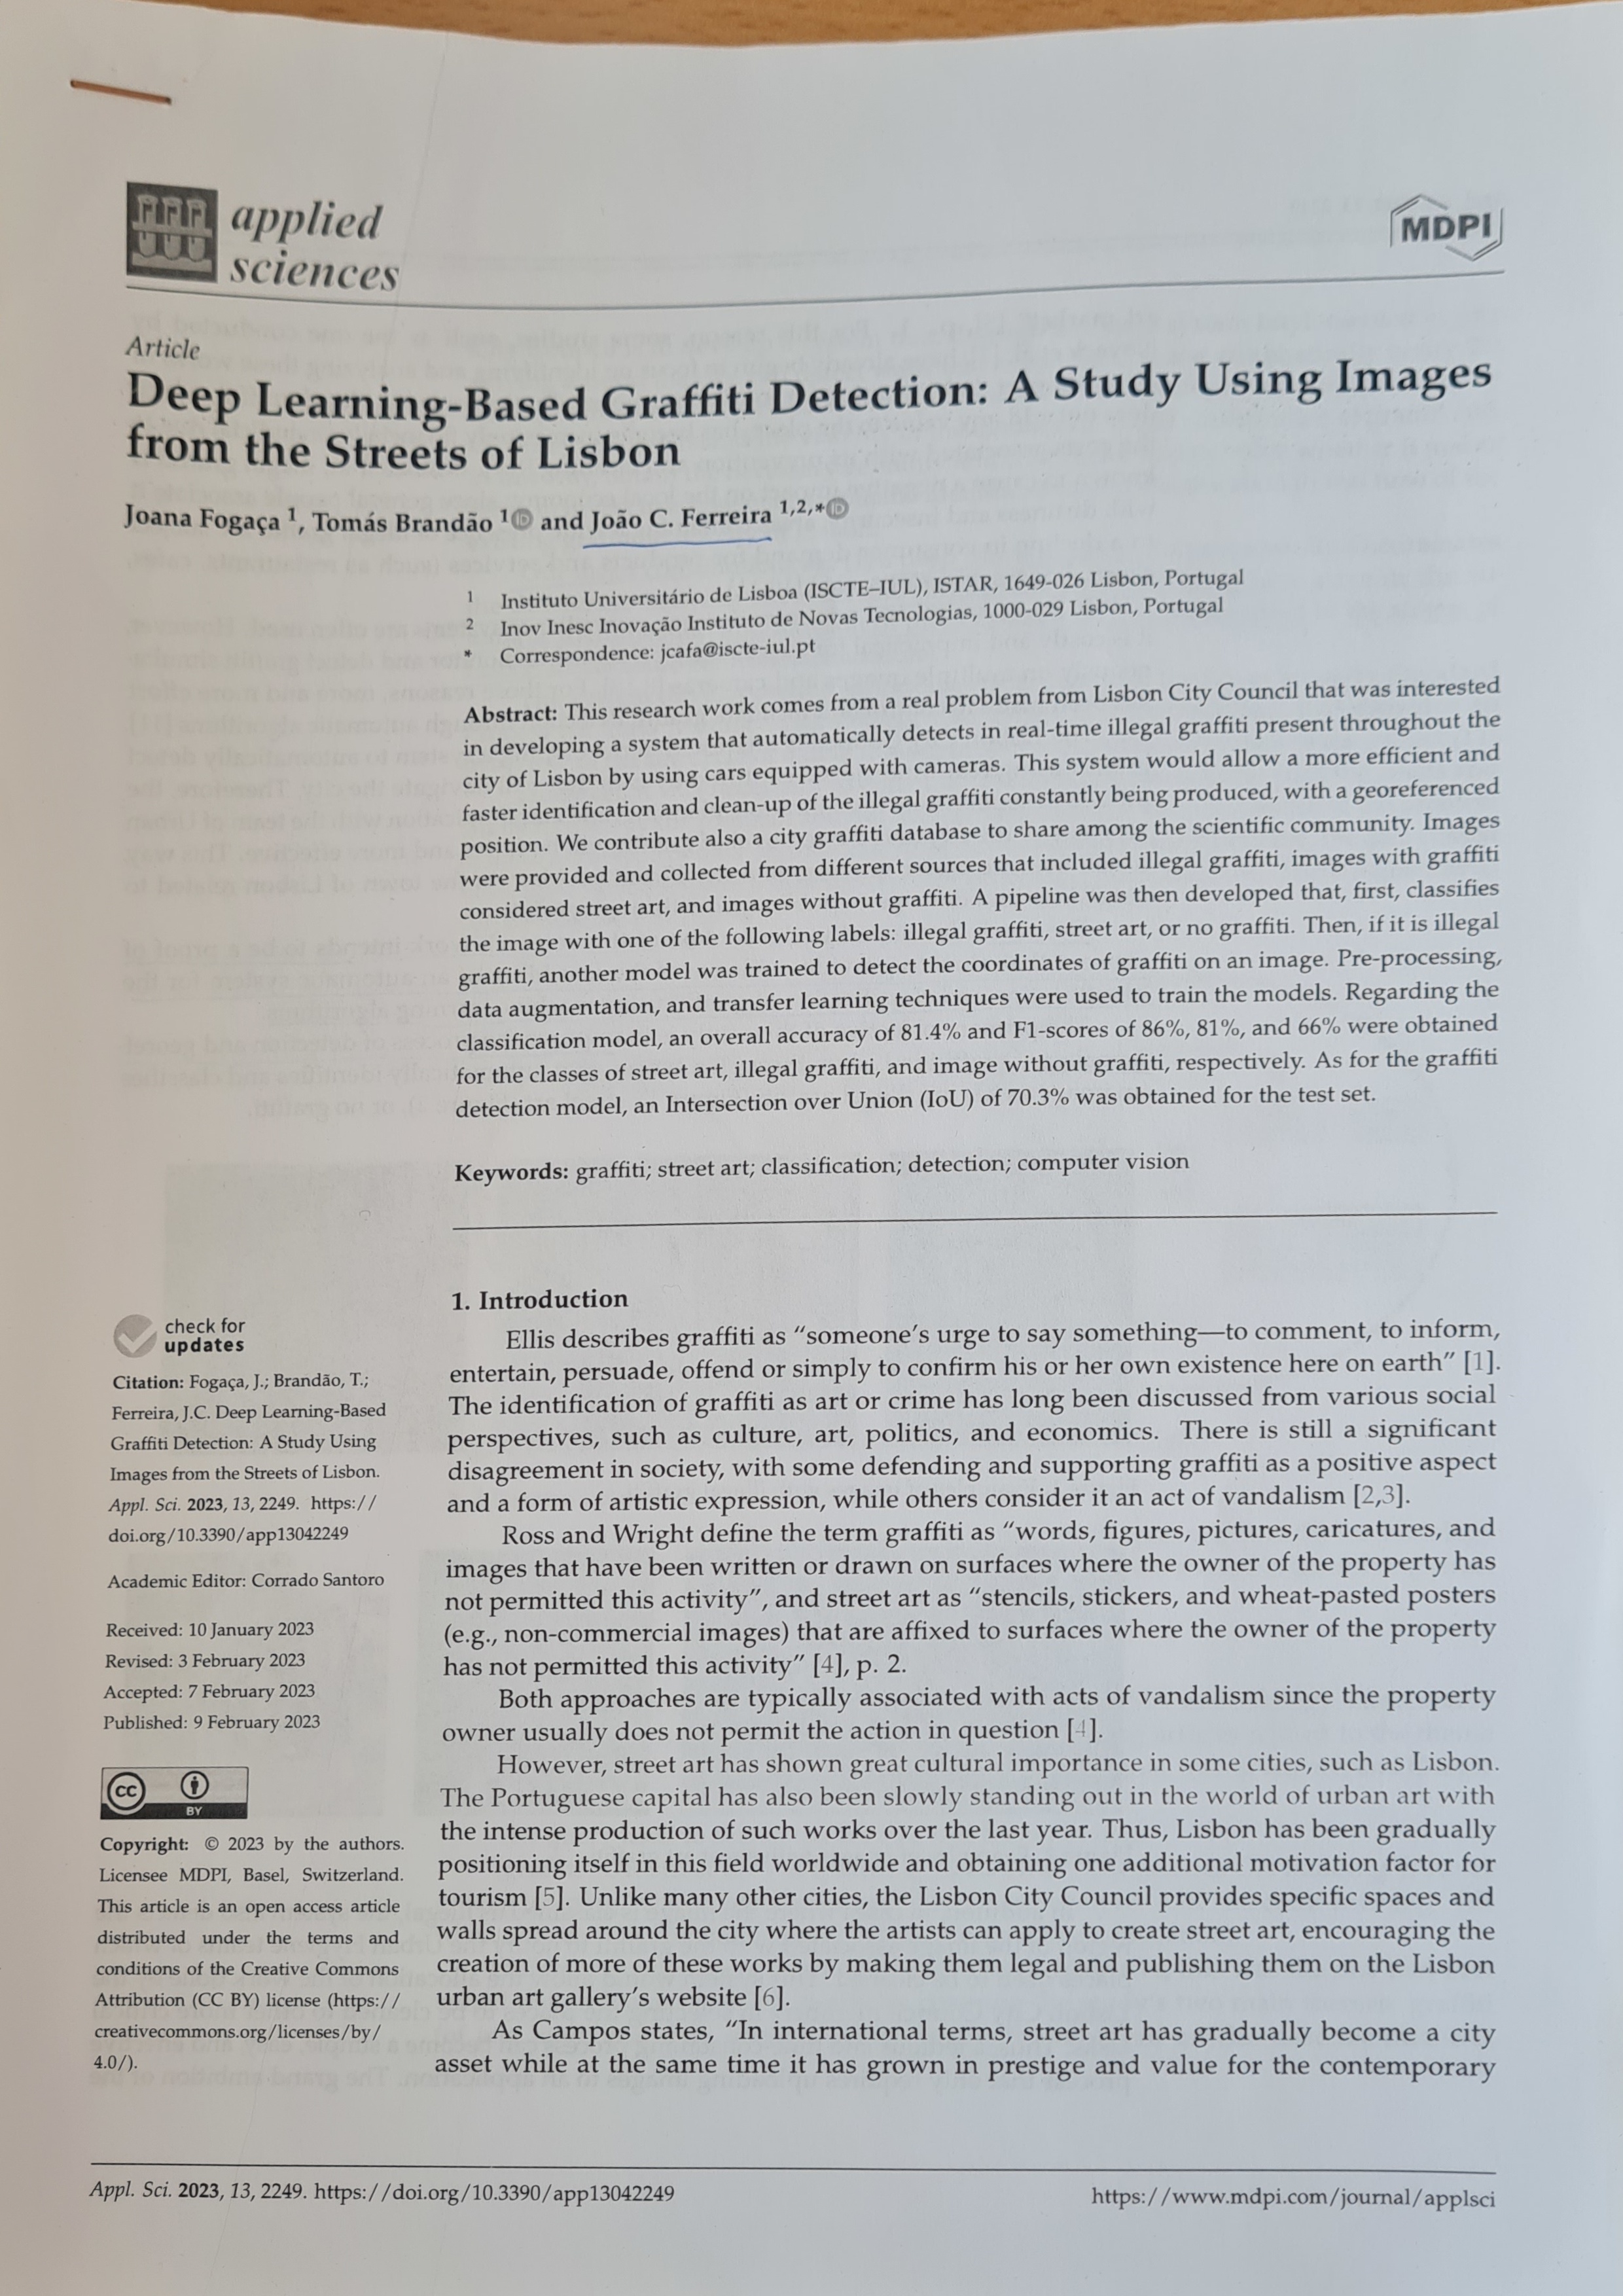 applied
sciences
MDPI
Article
Deep Learning-Based Graffiti Detection: A Study Using Images
from the Streets of Lisbon
Joana Fogaça 1, Tomás Brandão 1 iD and João C. Ferreira 1,2,* iD
1 Instituto Universitário de Lisboa (ISCTE–IUL), ISTAR, 1649-026 Lisbon, Portugal
2 Inov Inesc Inovação Instituto de Novas Tecnologias, 1000-029 Lisbon, Portugal
* Correspondence: jcafa@iscte-iul.pt
Abstract: This research work comes from a real problem from Lisbon City Council that was interested
in developing a system that automatically detects in real-time illegal graffiti present throughout the
city of Lisbon by using cars equipped with cameras. This system would allow a more efficient and
faster identification and clean-up of the illegal graffiti constantly being produced, with a georeferenced
position. We contribute also a city graffiti database to share among the scientific community. Images
were provided and collected from different sources that included illegal graffiti, images with graffiti
considered street art, and images without graffiti. A pipeline was then developed that, first, classifies
the image with one of the following labels: illegal graffiti, street art, or no graffiti. Then, if it is illegal
graffiti, another model was trained to detect the coordinates of graffiti on an image. Pre-processing,
data augmentation, and transfer learning techniques were used to train the models. Regarding the
classification model, an overall accuracy of 81.4% and F1-scores of 86%, 81%, and 66% were obtained
for the classes of street art, illegal graffiti, and image without graffiti, respectively. As for the graffiti
detection model, an Intersection over Union (IoU) of 70.3% was obtained for the test set.
Keywords: graffiti; street art; classification; detection; computer vision
1. Introduction
Ellis describes graffiti as “someone’s urge to say something—to comment, to inform,
entertain, persuade, offend or simply to confirm his or her own existence here on earth” [1].
The identification of graffiti as art or crime has long been discussed from various social
perspectives, such as culture, art, politics, and economics. There is still a significant
disagreement in society, with some defending and supporting graffiti as a positive aspect
and a form of artistic expression, while others consider it an act of vandalism [2,3].
Ross and Wright define the term graffiti as “words, figures, pictures, caricatures, and
images that have been written or drawn on surfaces where the owner of the property has
not permitted this activity”, and street art as “stencils, stickers, and wheat-pasted posters
(e.g., non-commercial images) that are affixed to surfaces where the owner of the property
has not permitted this activity” [4], p. 2.
Both approaches are typically associated with acts of vandalism since the property
owner usually does not permit the action in question [4].
However, street art has shown great cultural importance in some cities, such as Lisbon.
The Portuguese capital has also been slowly standing out in the world of urban art with
the intense production of such works over the last year. Thus, Lisbon has been gradually
positioning itself in this field worldwide and obtaining one additional motivation factor for
tourism [5]. Unlike many other cities, the Lisbon City Council provides specific spaces and
walls spread around the city where the artists can apply to create street art, encouraging the
creation of more of these works by making them legal and publishing them on the Lisbon
urban art gallery’s website [6].
As Campos states, “In international terms, street art has gradually become a city
asset while at the same time it has grown in prestige and value for the contemporary
check for
updates
Citation: Fogaça, J.; Brandão, T.;
Ferreira, J.C. Deep Learning-Based
Graffiti Detection: A Study Using
Images from the Streets of Lisbon.
Appl. Sci. 2023, 13, 2249. https://
doi.org/10.3390/app13042249
Academic Editor: Corrado Santoro
Received: 10 January 2023
Revised: 3 February 2023
Accepted: 7 February 2023
Published: 9 February 2023
cc
BY
Copyright: © 2023 by the authors.
Licensee MDPI, Basel, Switzerland.
This article is an open access article
distributed under the terms and
conditions of the Creative Commons
Attribution (CC BY) license (https://
creativecommons.org/licenses/by/
4.0/).
Appl. Sci. 2023, 13, 2249. https://doi.org/10.3390/app13042249
https://www.mdpi.com/journal/applsci